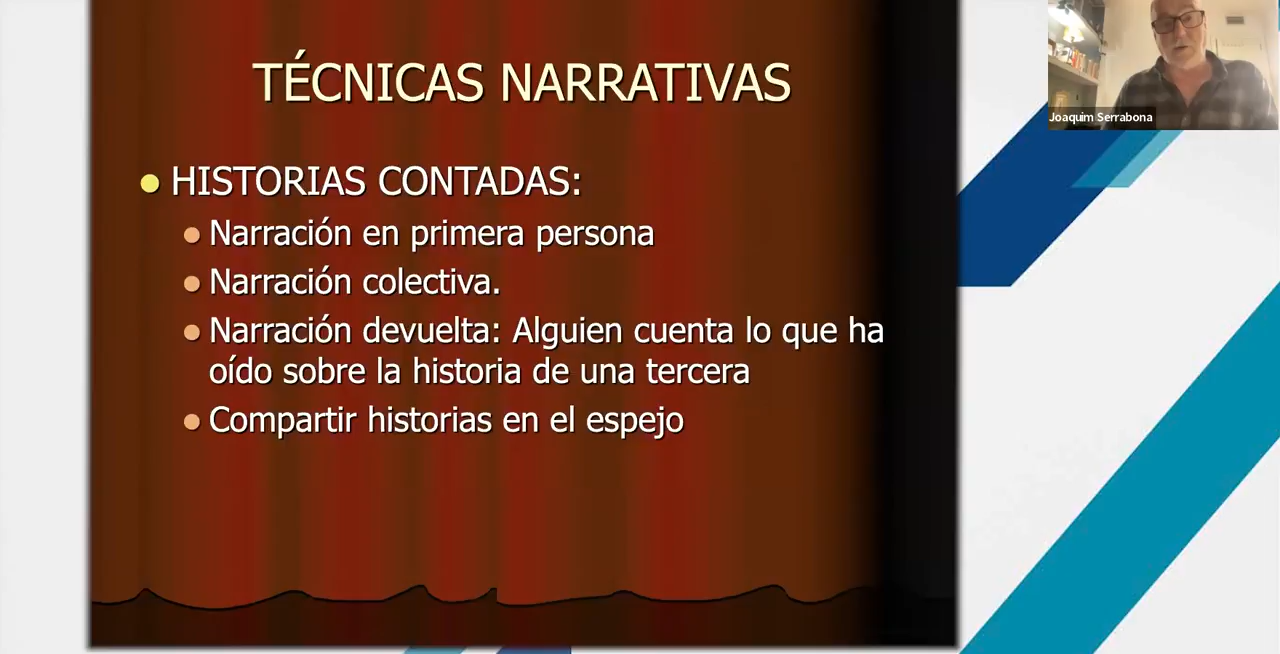 TÉCNICAS NARRATIVAS
HISTORIAS CONTADAS:
Narración en primera persona
Narración colectiva.
Narración devuelta: Alguien cuenta lo que ha
oído sobre la historia de una tercera
Compartir historias en el espejo
Joaquim Serrabona